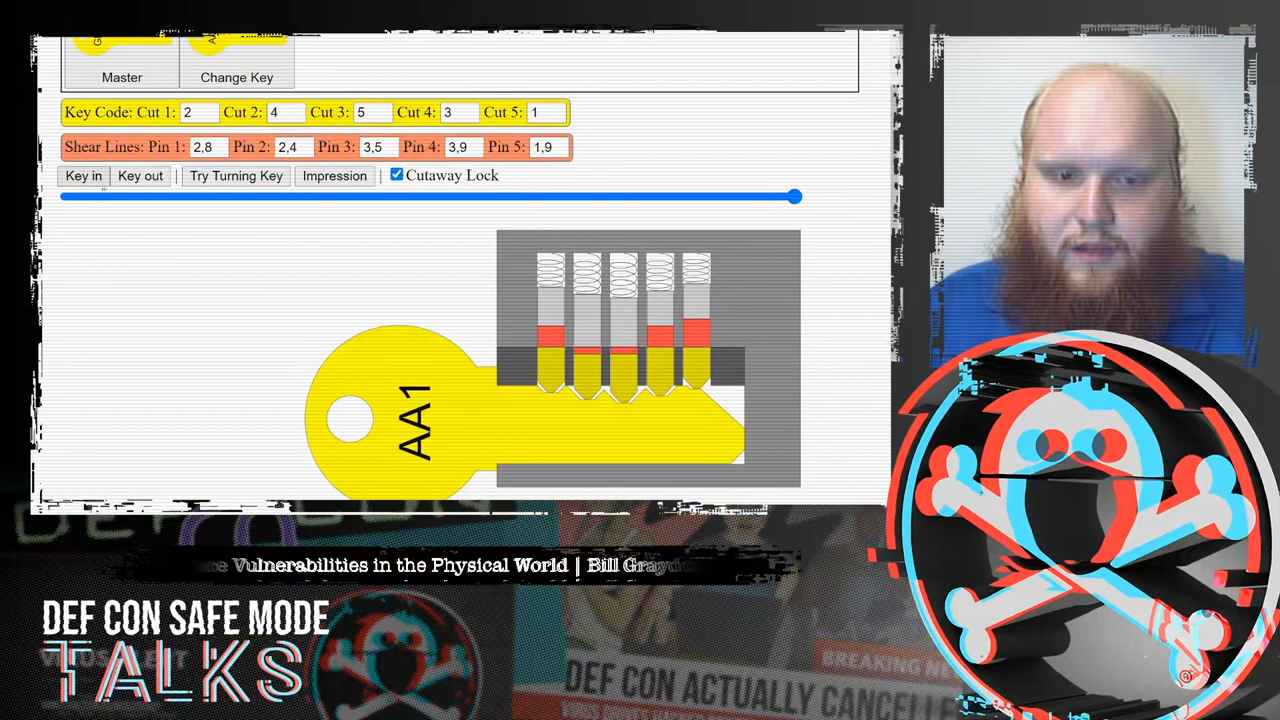 Master
Change Key
Key Code: Cut 1: 2 Cut 2: 4 Cut 3: 5 Cut 4: 3 Cut 5: 1
Shear Lines: Pin 1: 2,8 Pin 2: 2,4 Pin 3: 3,5 Pin 4: 3,9 Pin 5: 1,9
Key in Key out | Try Turning Key Impression | Cutaway Lock
AA1
DEF CON
Vulnerabilities in the Physical World | Bill
DEF CON SAFE MODE
TALKS
BREAKING
DEF CON ACTUALLY
®